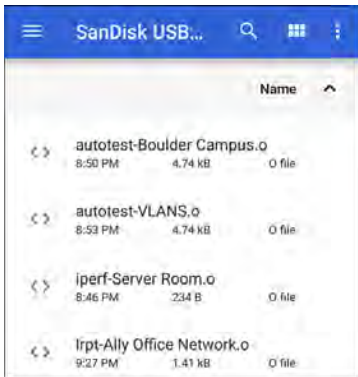 SanDisk USB...
Name
autotest-Boulder Campus.o
8:50 PM 4.74 kB O file
autotest-VLANS.o
8:53 PM 4.74 kB O file
iperf-Server Room.o
8:46 PM 234 B O file
lrpt-Ally Office Network.o
9:27 PM 1.41 kB O file